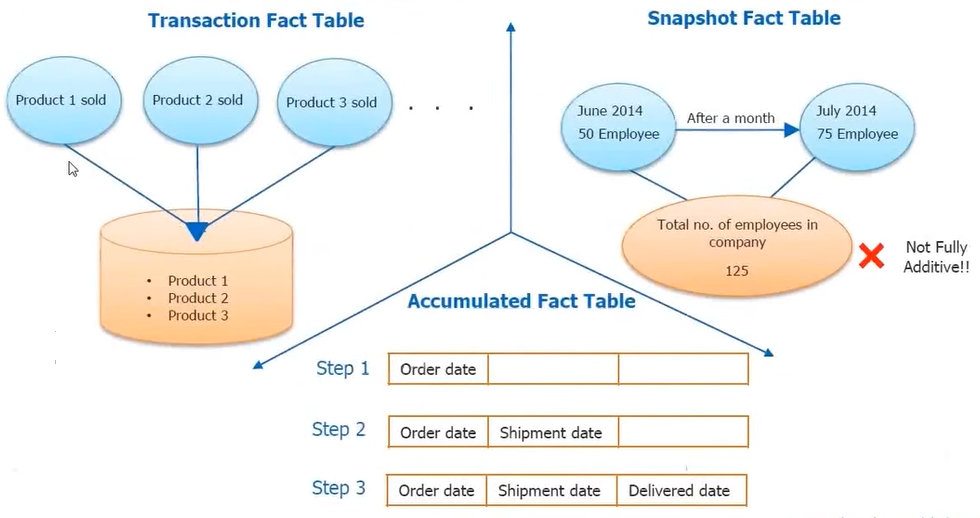 Transaction Fact Table
Product 1 sold
Product 2 sold
Product 3 sold
. . .
• Product 1
• Product 2
• Product 3
Snapshot Fact Table
June 2014
50 Employee
After a month
July 2014
75 Employee
Total no. of employees in
company
125
Not Fully
Additive!!
Accumulated Fact Table
Step 1
Order date
Step 2
Order date
Shipment date
Step 3
Order date
Shipment date
Delivered date